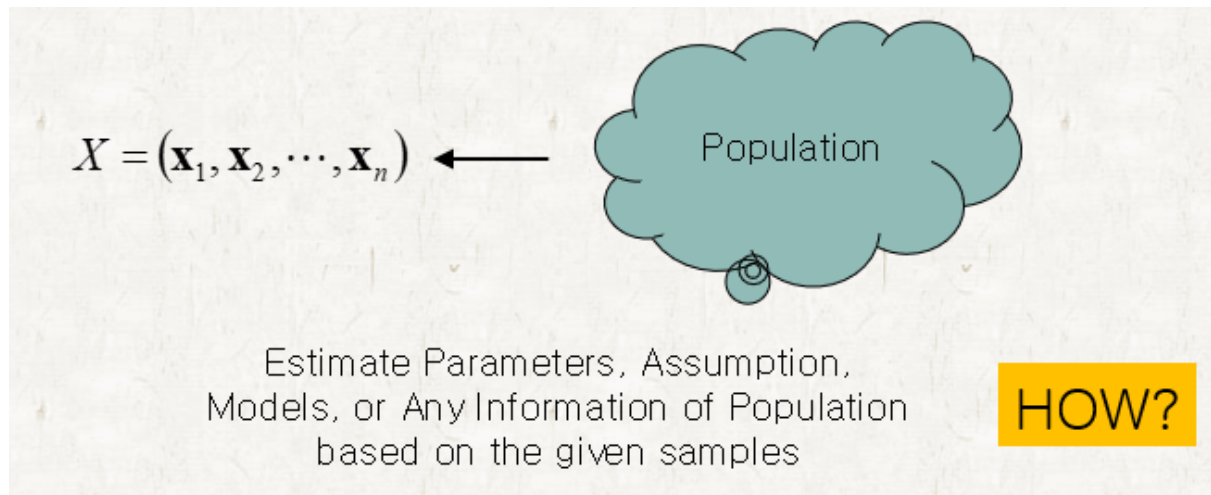 X = (x₁, x₂, ⋯, xₙ)
Population
Estimate Parameters, Assumption,
Models, or Any Information of Population
based on the given samples
HOW?